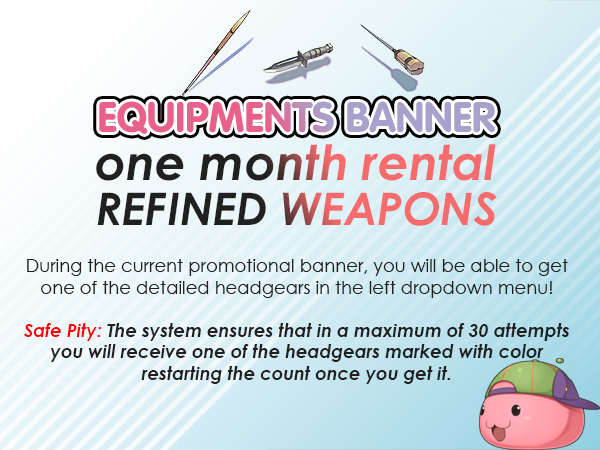 EQUIPMENTS BANNER
one month rental
REFINED WEAPONS
During the current promotional banner, you will be able to get
one of the detailed headgears in the left dropdown menu!
Safe Pity: The system ensures that in a maximum of 30 attempts
you will receive one of the headgears marked with color
restarting the count once you get it.